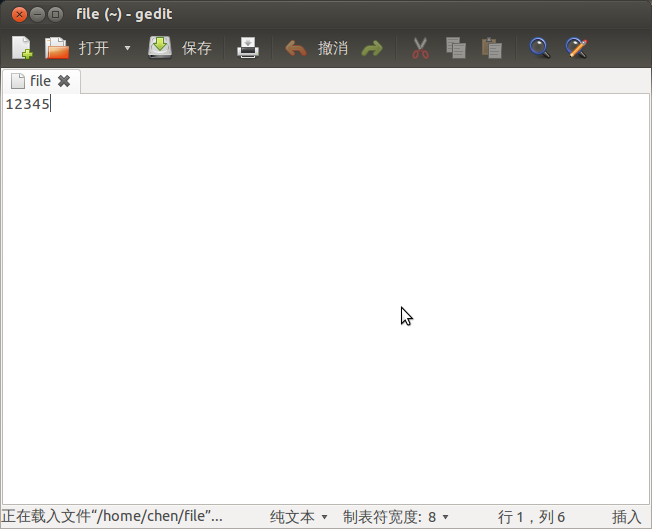 file (~) - gedit
打开 保存 撤消
file
12345
正在载入文件“/home/chen/file”... 纯文本 制表符宽度: 8 行 1，列 6 插入